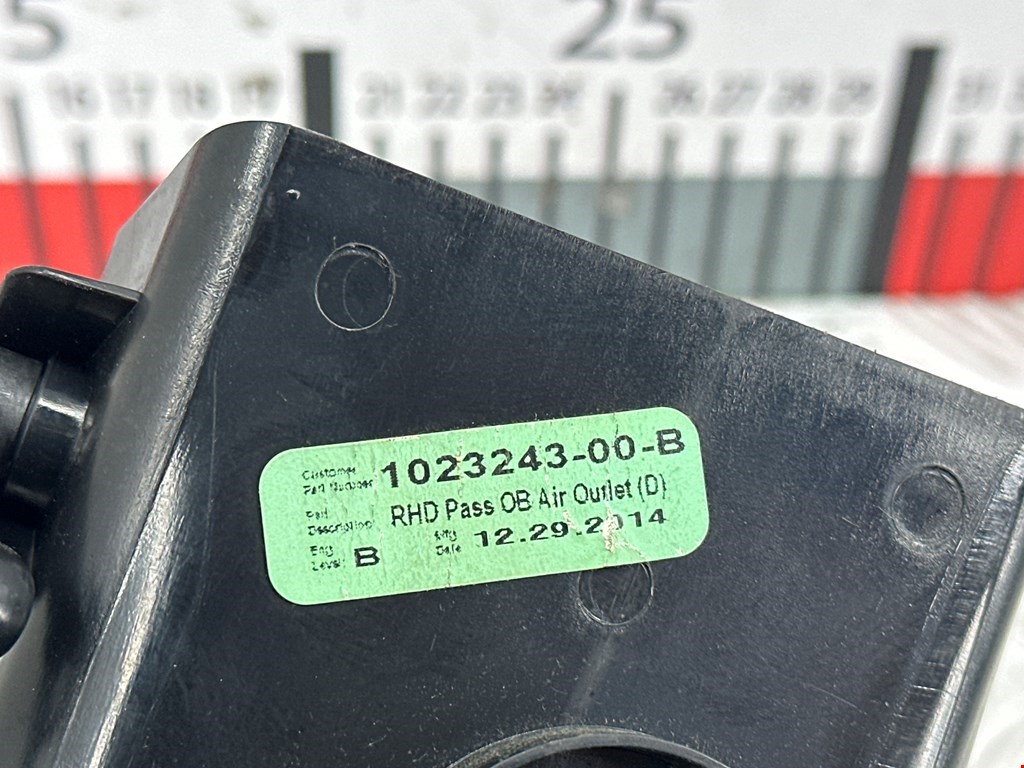 5 25
16 17 18 19 21 22 23 24 26 27 28 29 31
Customer
Part Number 1023243-00-B
Part
Description RHD Pass OB Air Outlet (D)
Eng
Level: B
Mfg
Date 12.29.2014